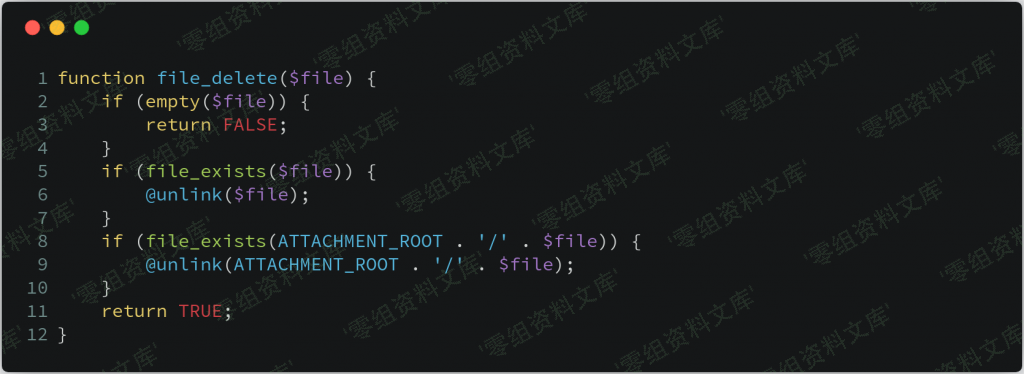 1 function file_delete($file) {
2     if (empty($file)) {
3         return FALSE;
4     }
5     if (file_exists($file)) {
6         @unlink($file);
7     }
8     if (file_exists(ATTACHMENT_ROOT . '/' . $file)) {
9         @unlink(ATTACHMENT_ROOT . '/' . $file);
10     }
11     return TRUE;
12 }
'零组资料文库'